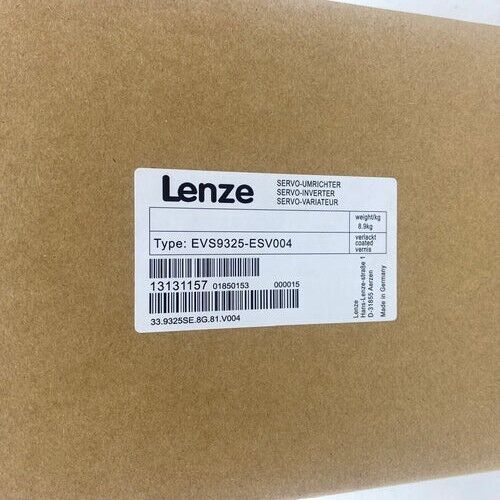 Lenze
SERVO-UMRICHTER
SERVO-INVERTER
SERVO-VARIATEUR
Type: EVS9325-ESV004
weight/kg
8.9kg
verlackt
coated
vernis
13131157 01850153 000015
33.9325SE.8G.81.V004
Lenze
Hans-Lenze-straße 1
D-31855 Aerzen
Made in Germany